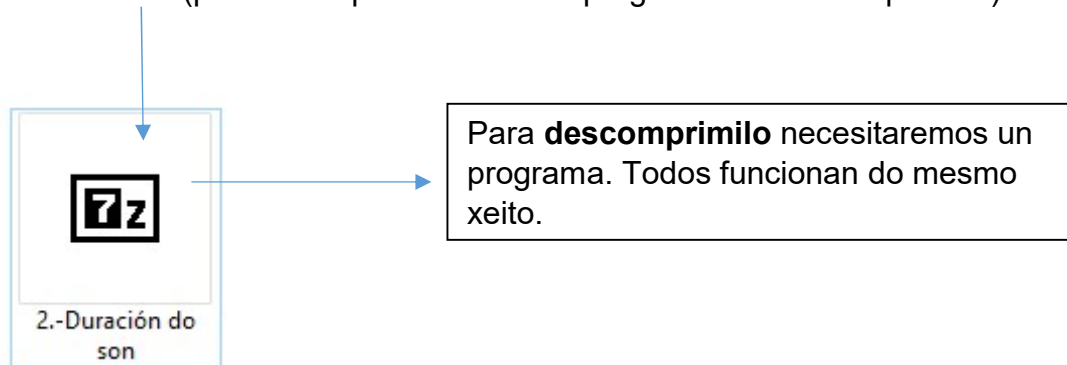 Para descomprimilo necesitaremos un
programa. Todos funcionan do mesmo
xeito.
7z
2.-Duración do
son